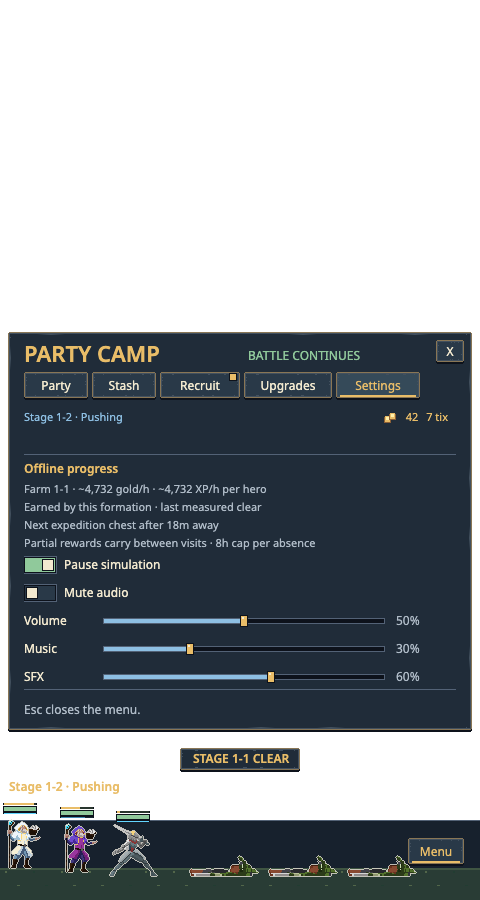 PARTY CAMP
BATTLE CONTINUES
X
Party
Stash
Recruit
Upgrades
Settings
Stage 1-2 · Pushing
42 7 tix
Offline progress
Farm 1-1 · ~4,732 gold/h · ~4,732 XP/h per hero
Earned by this formation · last measured clear
Next expedition chest after 18m away
Partial rewards carry between visits · 8h cap per absence
Pause simulation
Mute audio
Volume 50%
Music 30%
SFX 60%
Esc closes the menu.
STAGE 1-1 CLEAR
Stage 1-2 · Pushing
Menu